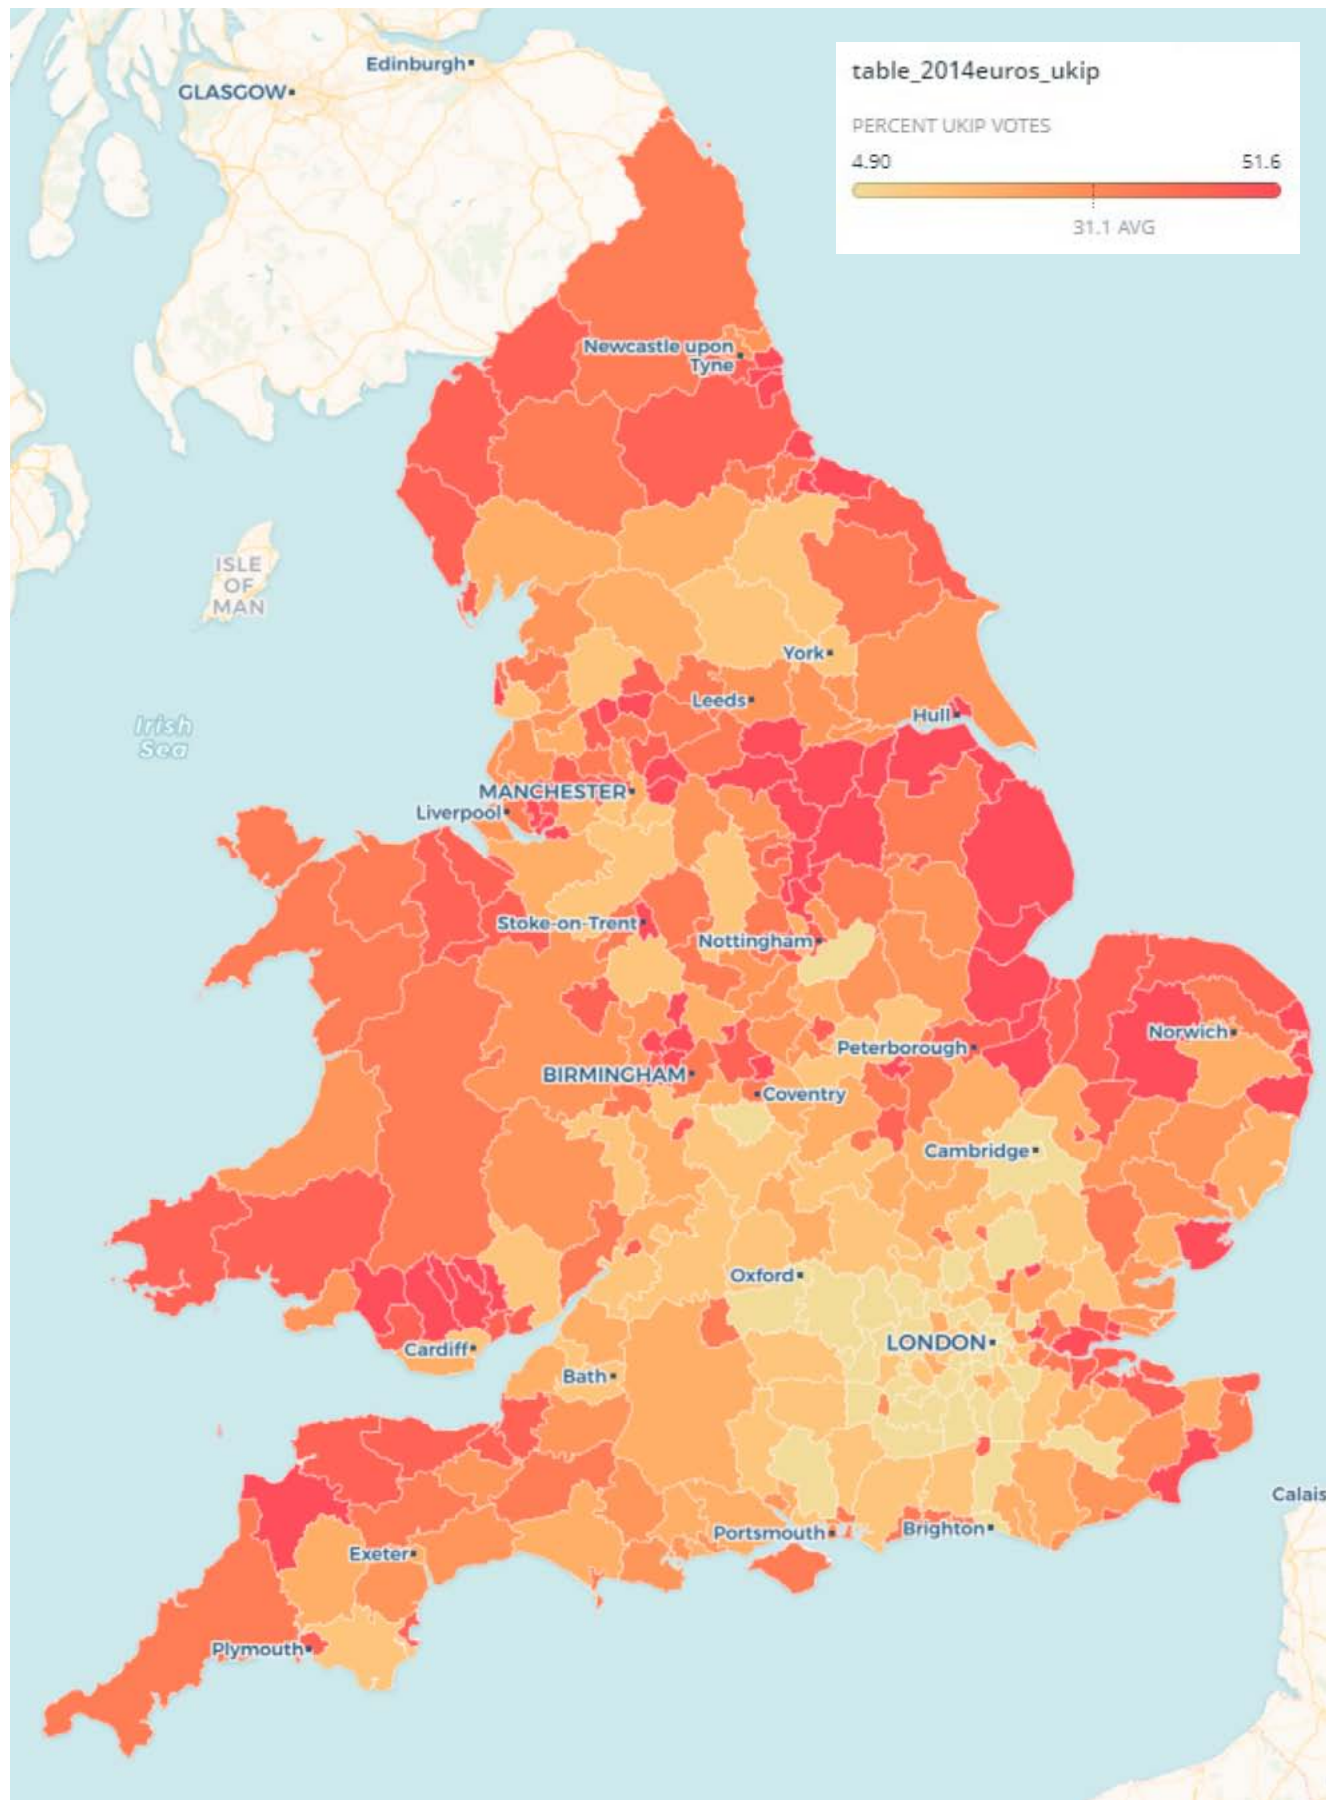 table_2014euros_ukip
PERCENT UKIP VOTES
4.90 51.6
31.1 AVG
Edinburgh
GLASGOW
Newcastle upon
Tyne
ISLE
OF
MAN
York
Leeds
Hull
Irish
Sea
MANCHESTER
Liverpool
Stoke-on-Trent
Nottingham
Norwich
Peterborough
BIRMINGHAM
Coventry
Cambridge
Oxford
LONDON
Cardiff
Bath
Calais
Portsmouth
Brighton
Exeter
Plymouth